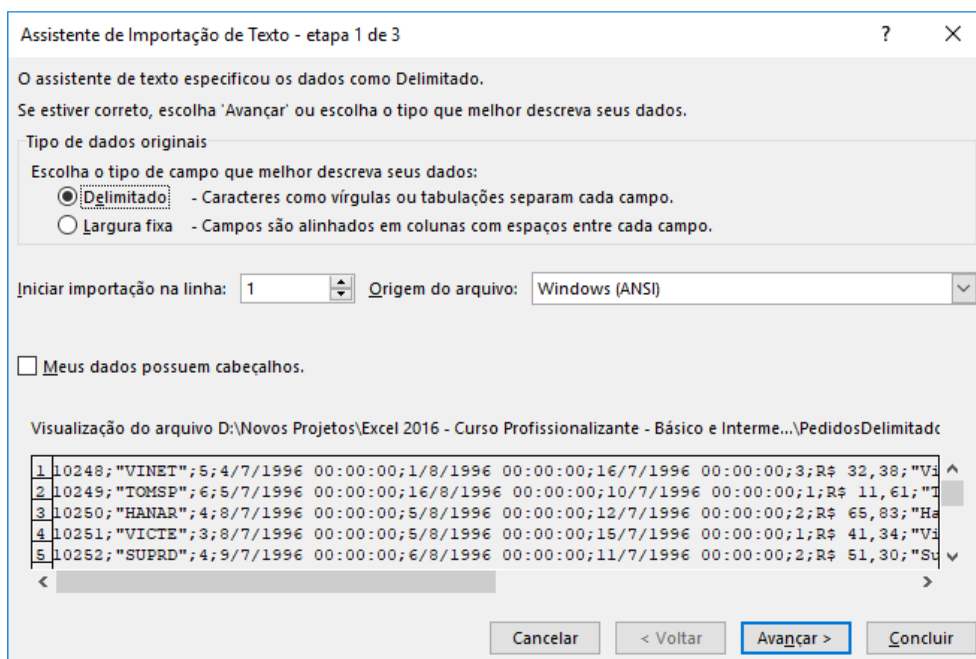 Assistente de Importação de Texto - etapa 1 de 3 ?
O assistente de texto especificou os dados como Delimitado.
Se estiver correto, escolha 'Avançar' ou escolha o tipo que melhor descreva seus dados.
Tipo de dados originais
Escolha o tipo de campo que melhor descreva seus dados:
Delimitado - Caracteres como vírgulas ou tabulações separam cada campo.
Largura fixa - Campos são alinhados em colunas com espaços entre cada campo.
Iniciar importação na linha: 1 Origem do arquivo: Windows (ANSI)
Meus dados possuem cabeçalhos.
Visualização do arquivo D:\Novos Projetos\Excel 2016 - Curso Profissionalizante - Básico e Interme...\PedidosDelimitadc
1 10248;"VINET";5;4/7/1996 00:00:00;1/8/1996 00:00:00;16/7/1996 00:00:00;3;R$ 32,38;"Vi
2 10249;"TOMSP";6;5/7/1996 00:00:00;16/8/1996 00:00:00;10/7/1996 00:00:00;1;R$ 11,61;"T
3 10250;"HANAR";4;8/7/1996 00:00:00;5/8/1996 00:00:00;12/7/1996 00:00:00;2;R$ 65,83;"Ha
4 10251;"VICTE";3;8/7/1996 00:00:00;5/8/1996 00:00:00;15/7/1996 00:00:00;1;R$ 41,34;"Vi
5 10252;"SUPRD";4;9/7/1996 00:00:00;6/8/1996 00:00:00;11/7/1996 00:00:00;2;R$ 51,30;"Su
Cancelar < Voltar Avançar > Concluir